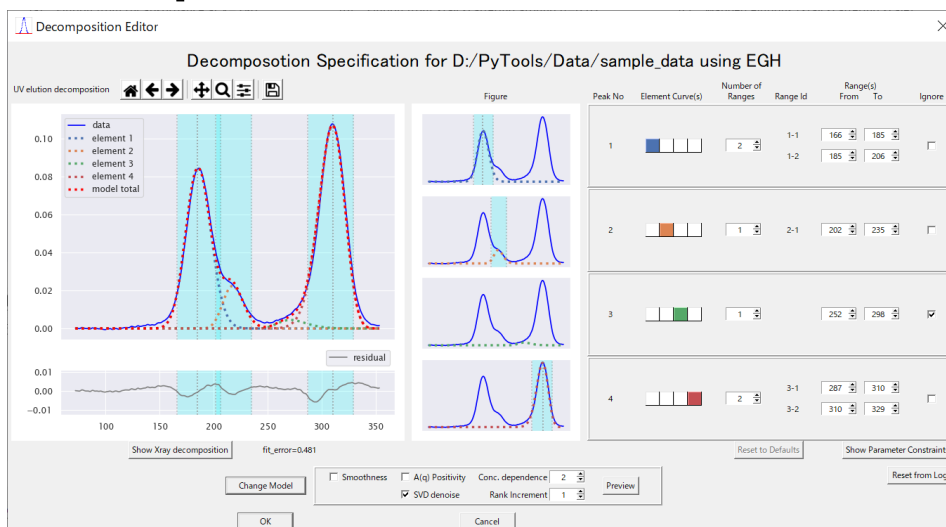 Decomposition Editor
Decomposotion Specification for D:/PyTools/Data/sample_data using EGH
UV elution decomposition
Figure
Peak No Element Curve(s) Number of Ranges Range Id Range(s) From To Ignore
0.10
0.08
0.06
0.04
0.02
0.00
data
element 1
element 2
element 3
element 4
model total
residual
0.01
0.00
−0.01
100 150 200 250 300 350
1 2 1-1 166 185
1-2 185 206
2 1 2-1 202 235
3 1 252 298
4 2 3-1 287 310
3-2 310 329
Show Xray decomposition fit_error=0.481 Reset to Defaults Show Parameter Constraint
Reset from Log
Change Model Smoothness A(q) Positivity Conc. dependence 2 Preview
SVD denoise Rank Increment 1
OK Cancel